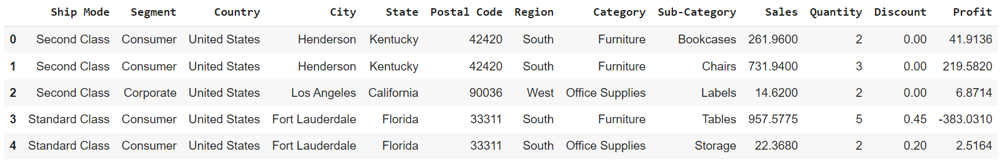 Ship Mode Segment Country City State Postal Code Region Category Sub-Category Sales Quantity Discount Profit
0 Second Class Consumer United States Henderson Kentucky 42420 South Furniture Bookcases 261.9600 2 0.00 41.9136
1 Second Class Consumer United States Henderson Kentucky 42420 South Furniture Chairs 731.9400 3 0.00 219.5820
2 Second Class Corporate United States Los Angeles California 90036 West Office Supplies Labels 14.6200 2 0.00 6.8714
3 Standard Class Consumer United States Fort Lauderdale Florida 33311 South Furniture Tables 957.5775 5 0.45 -383.0310
4 Standard Class Consumer United States Fort Lauderdale Florida 33311 South Office Supplies Storage 22.3680 2 0.20 2.5164